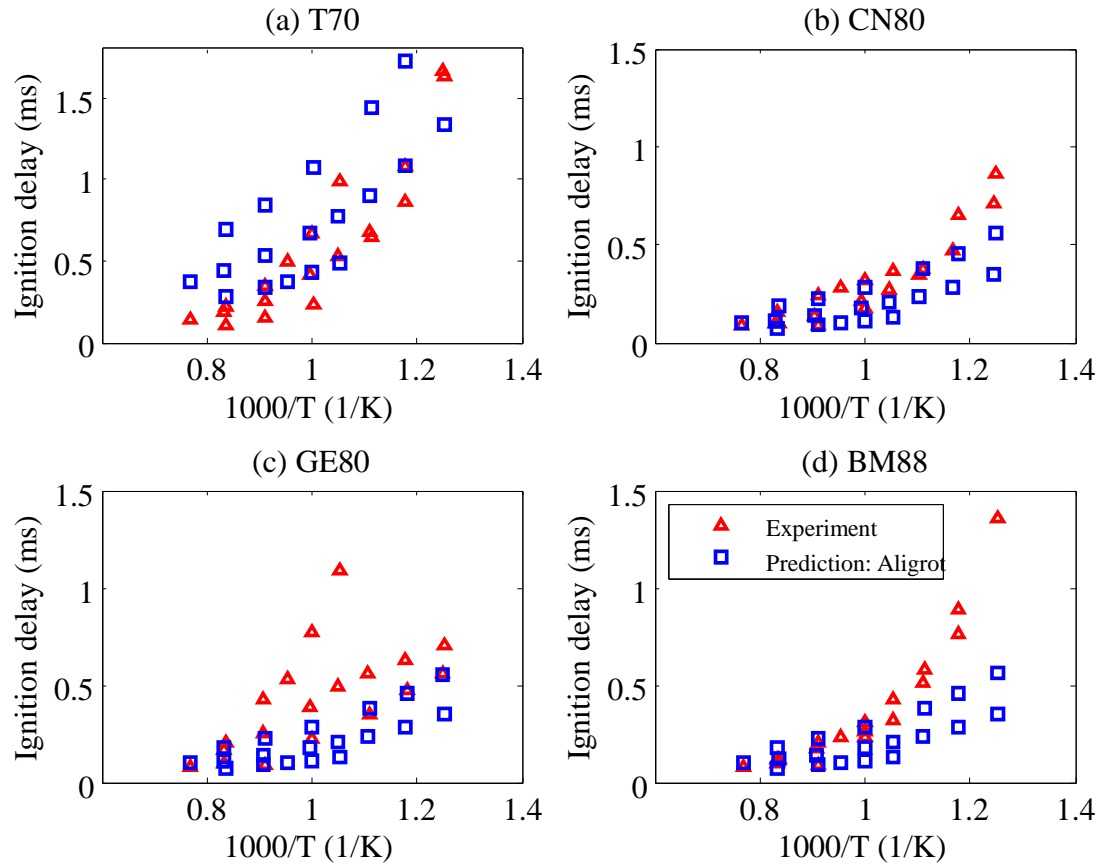 (a) T70
(b) CN80
Ignition delay (ms)
1.5
1
0.5
0
0.8 1 1.2 1.4
1000/T (1/K)
Ignition delay (ms)
1.5
1
0.5
0
0.8 1 1.2 1.4
1000/T (1/K)
(c) GE80
(d) BM88
Ignition delay (ms)
1.5
1
0.5
0
0.8 1 1.2 1.4
1000/T (1/K)
Ignition delay (ms)
1.5
1
0.5
0
0.8 1 1.2 1.4
1000/T (1/K)
Experiment
Prediction: Aligrot